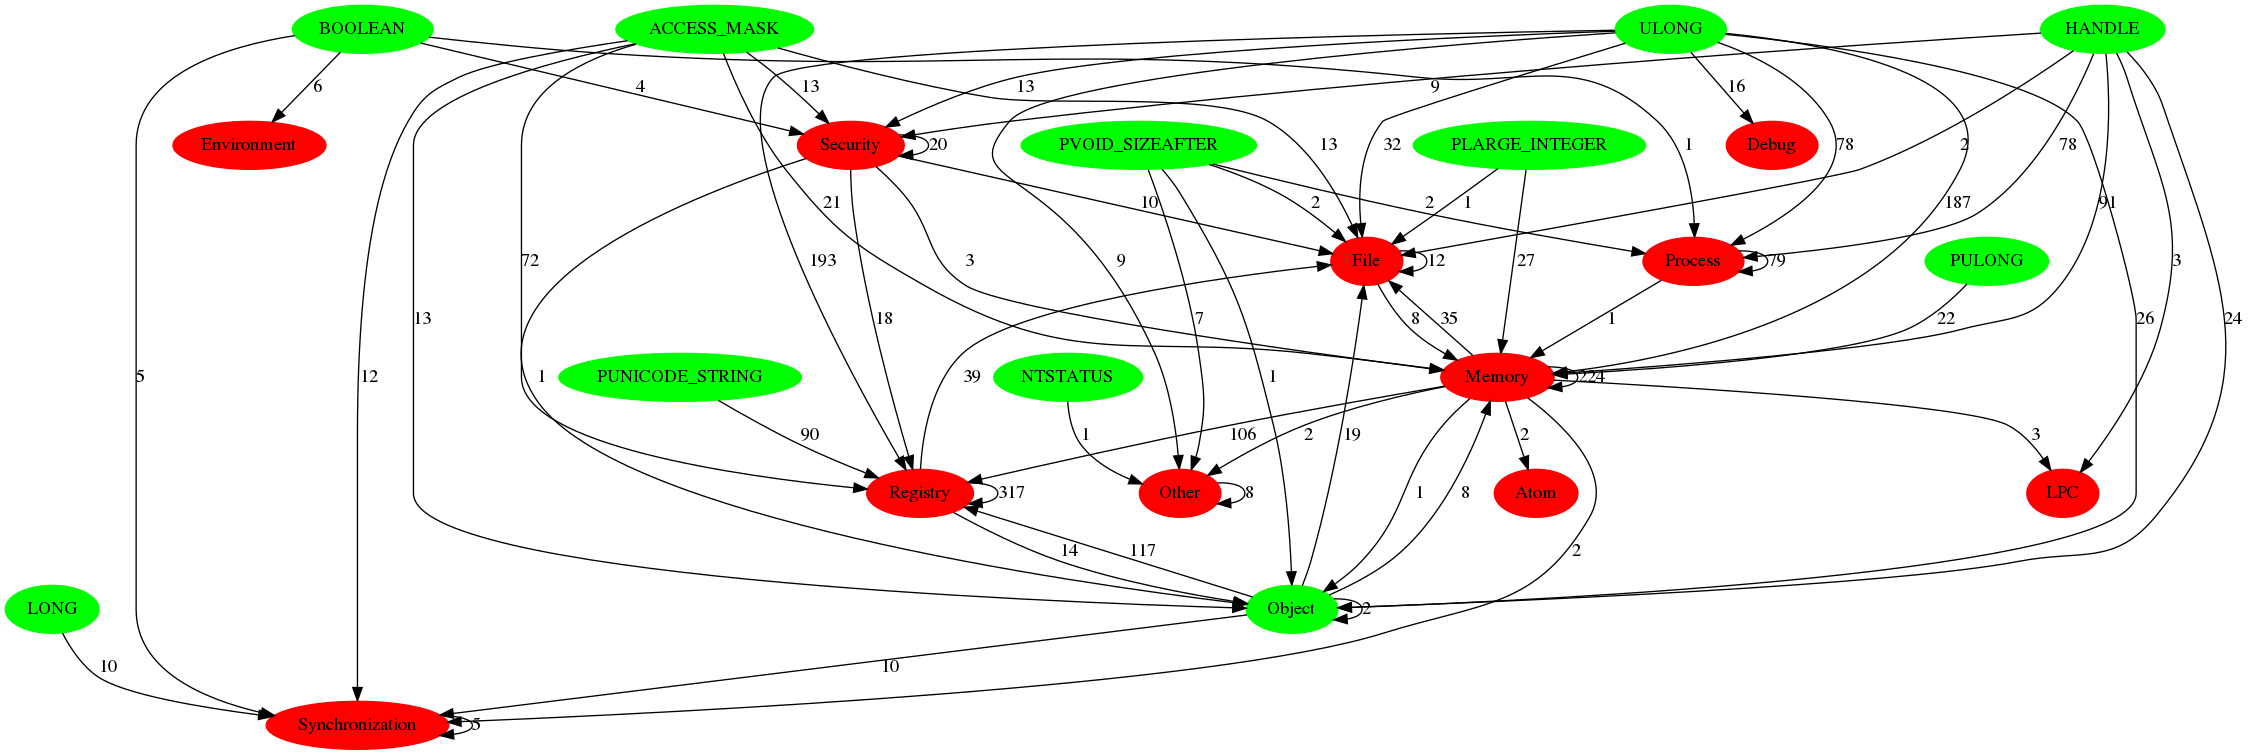 BOOLEAN ACCESS_MASK ULONG HANDLE
6 4 13 13 9 16
Environment Security 20 PVOID_SIZEAFTER PLARGE_INTEGER 32 1 Debug 78 78 2
21 10 13 2 2 1 187 91 3
72 193 3 9 File 12 27 Process 79 PULONG
5 12 13 18 7 8 35 1 22 26 24
1 PUNICODE_STRING 39 NTSTATUS 1 Memory 224
90 1 106 2 19 2 3
Registry 317 Other 8 1 8 Atom LPC
14 117 2
LONG Object 2
10 10
Synchronization 5